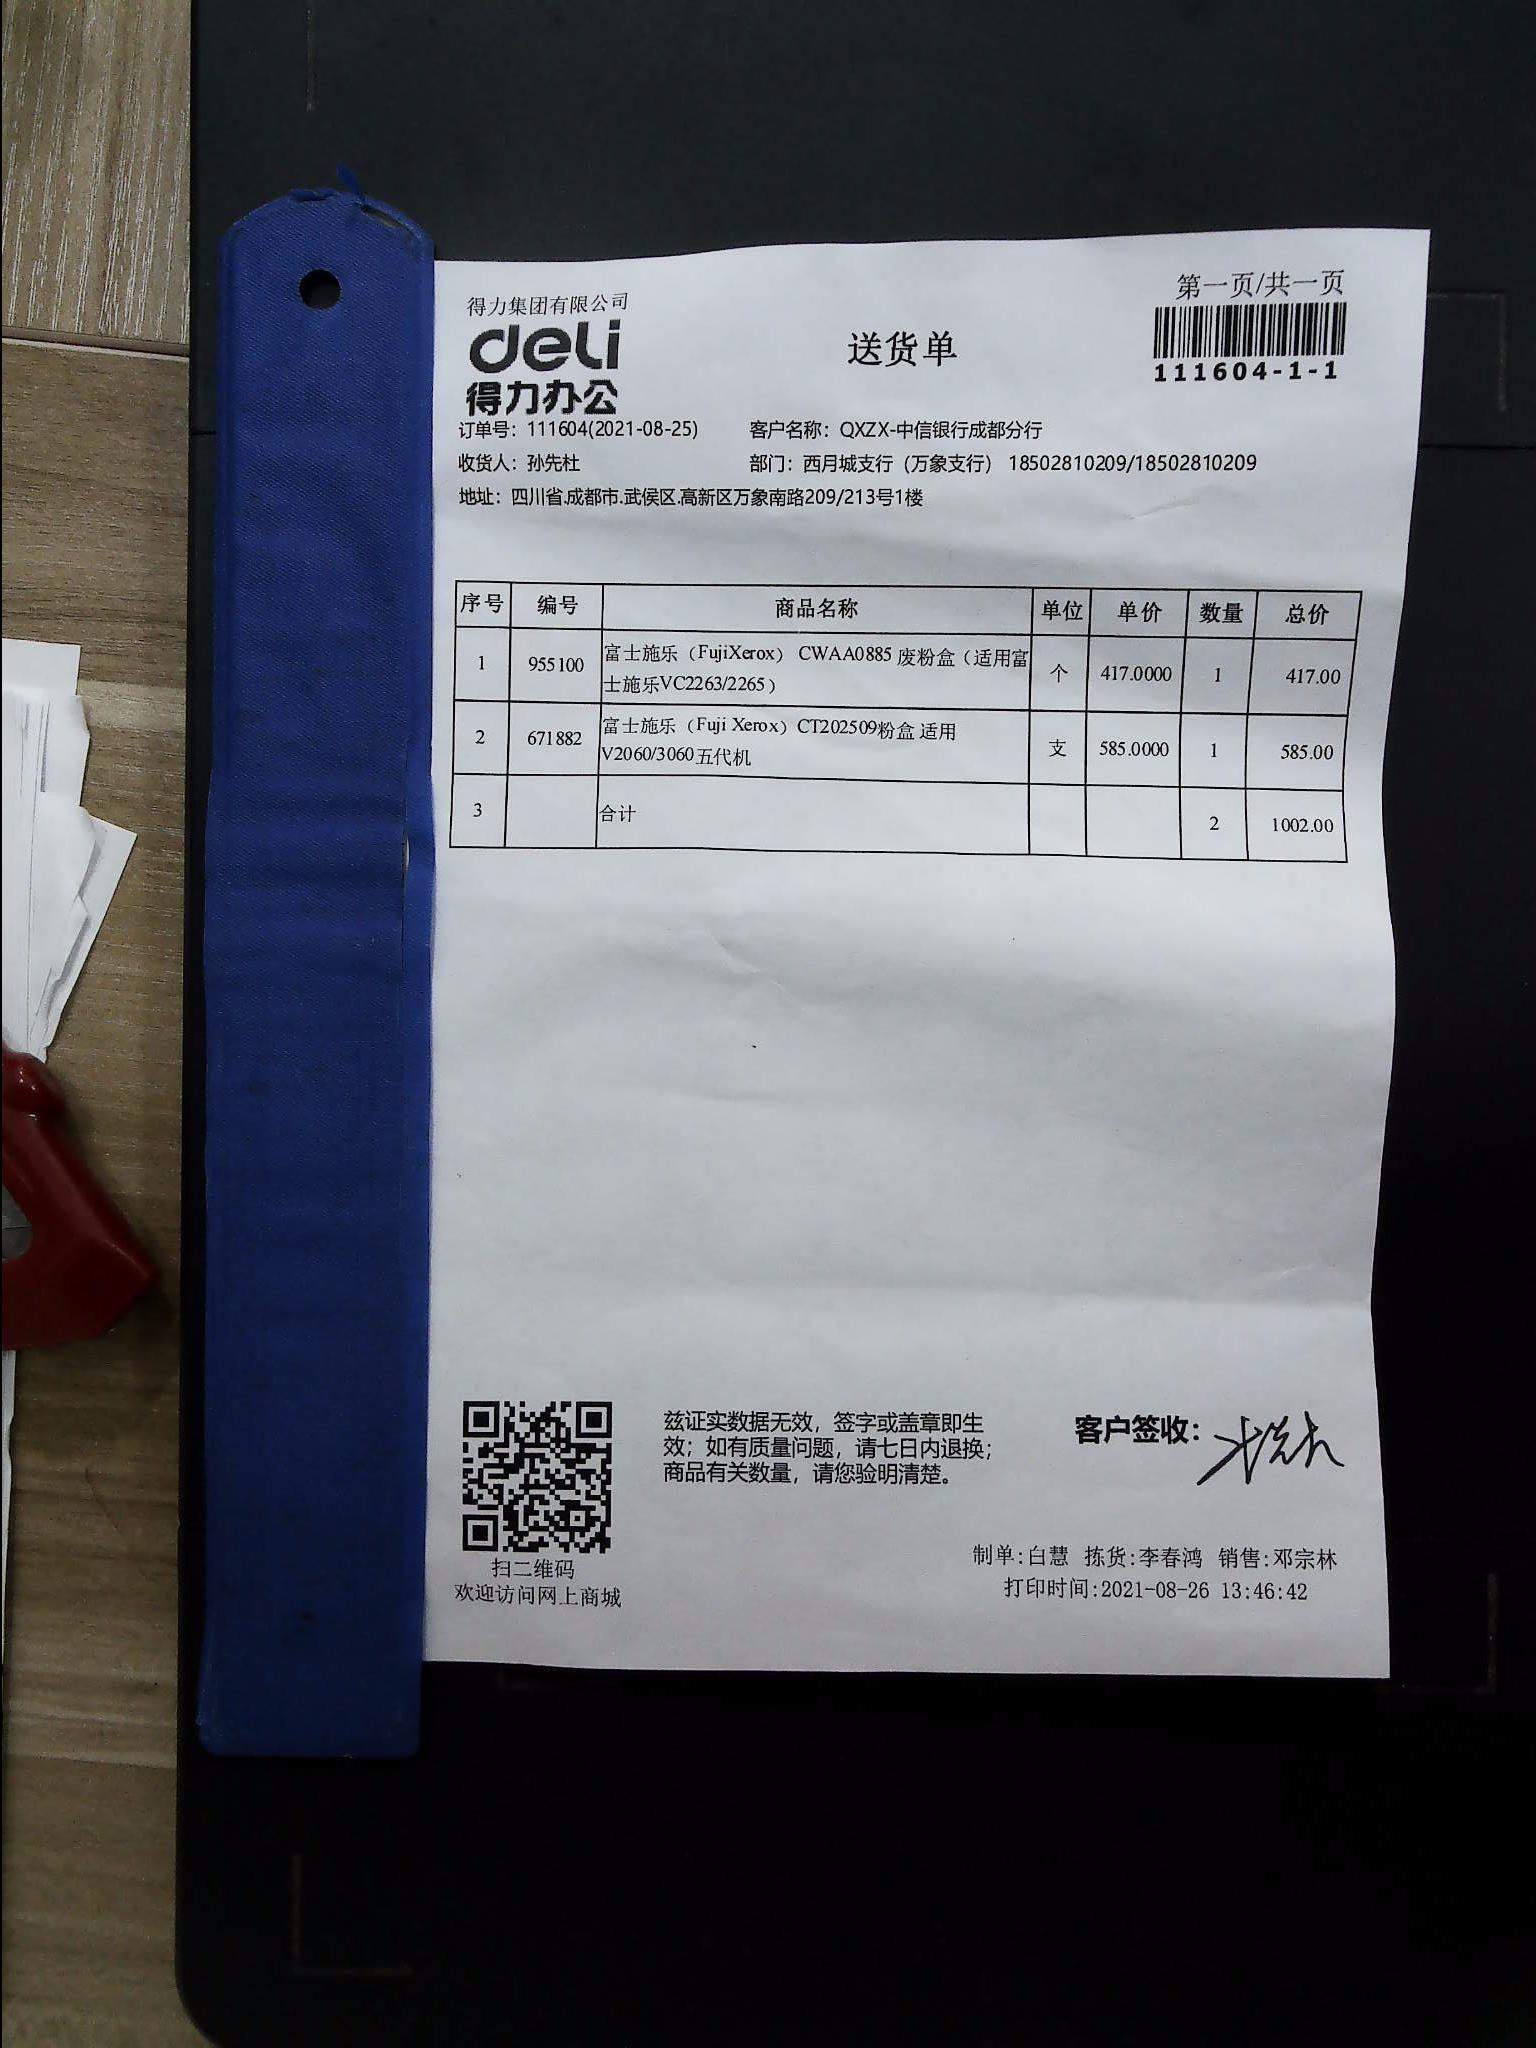 第一页/共一页
得力集团有限公司
deli
得力办公
送货单
111604-1-1
订单号：111604(2021-08-25) 客户名称：QXZX-中信银行成都分行
收货人：孙先杜 部门：西月城支行（万象支行） 18502810209/18502810209
地址：四川省.成都市.武侯区.高新区万象南路209/213号1楼
序号 编号 商品名称 单位 单价 数量 总价
1 955100 富士施乐（FujiXerox） CWAA0885 废粉盒（适用富 个 417.0000 1 417.00
士施乐VC2263/2265）
2 671882 富士施乐（Fuji Xerox）CT202509粉盒 适用 支 585.0000 1 585.00
V2060/3060五代机
3 合计 2 1002.00
兹证实数据无效，签字或盖章即生
效；如有质量问题，请七日内退换；
商品有关数量，请您验明清楚。
客户签收：
扫二维码
欢迎访问网上商城
制单:白慧 拣货:李春鸿 销售:邓宗林
打印时间:2021-08-26 13:46:42